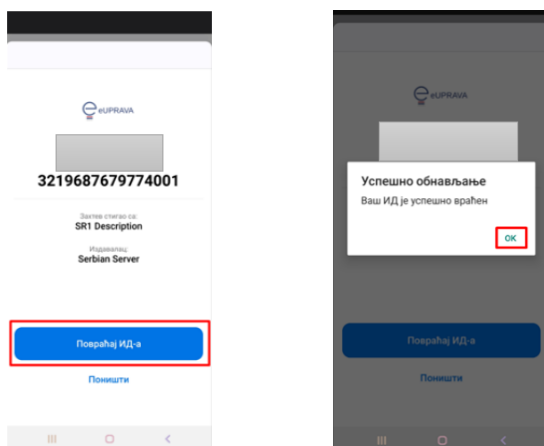 eUPRAVA
3219687679774001
Захтев стигао са:
SR1 Description
Издавалац:
Serbian Server
Повраћај ИД-а
Поништи
eUPRAVA
Успешно обнављање
Ваш ИД је успешно враћен
ОК
Повраћај ИД-а
Поништи